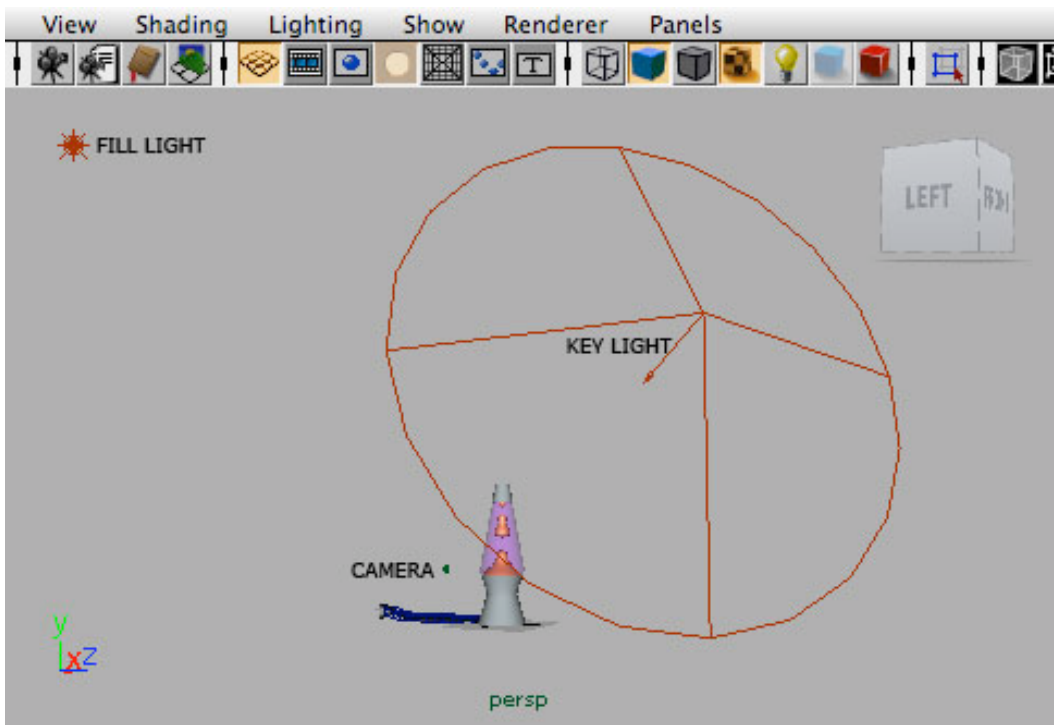 View Shading Lighting Show Renderer Panels
T
FILL LIGHT
LEFT
KEY LIGHT
CAMERA
y
x z
persp